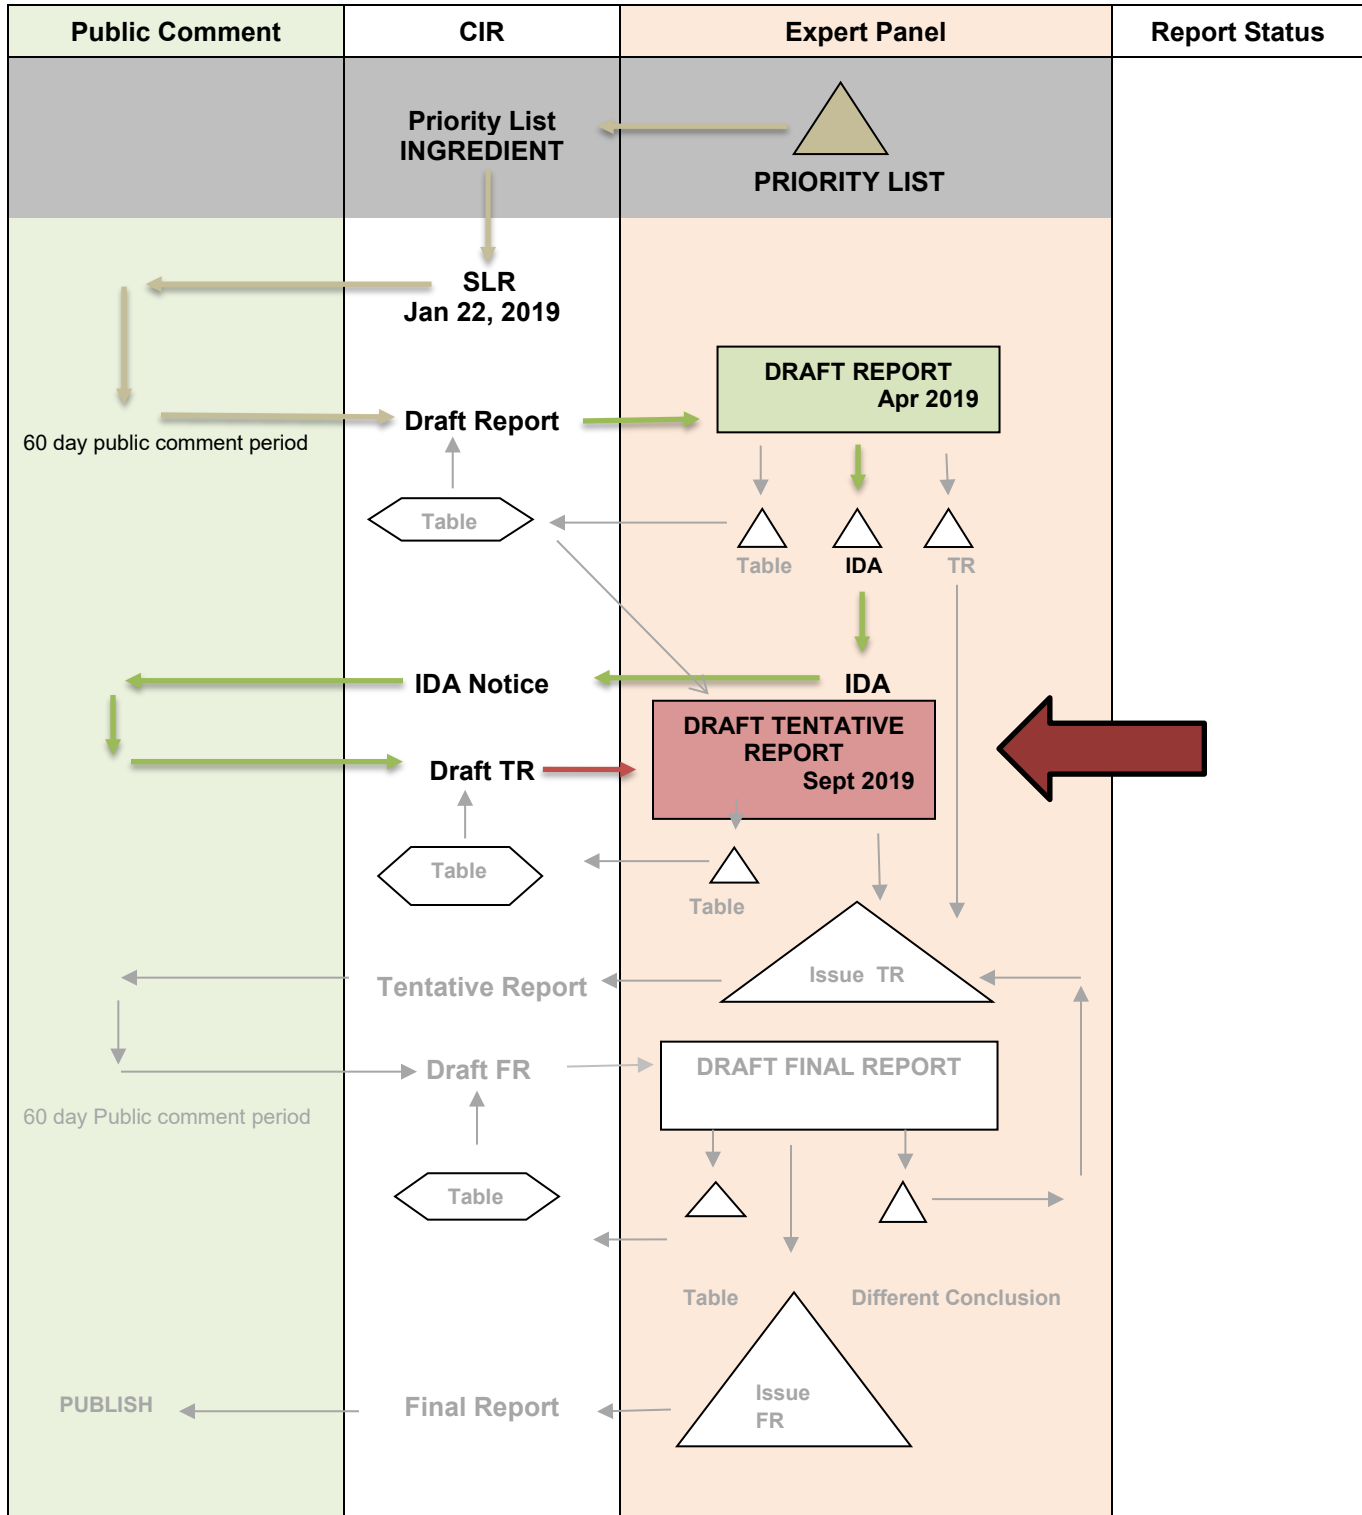 Public Comment
CIR
Expert Panel
Report Status
Priority List
INGREDIENT
PRIORITY LIST
SLR
Jan 22, 2019
DRAFT REPORT
Apr 2019
Draft Report
60 day public comment period
Table
Table
IDA
TR
IDA Notice
IDA
DRAFT TENTATIVE
REPORT
Sept 2019
Draft TR
Table
Table
Issue TR
Tentative Report
DRAFT FINAL REPORT
Draft FR
60 day Public comment period
Table
Table
Different Conclusion
Issue
FR
PUBLISH
Final Report